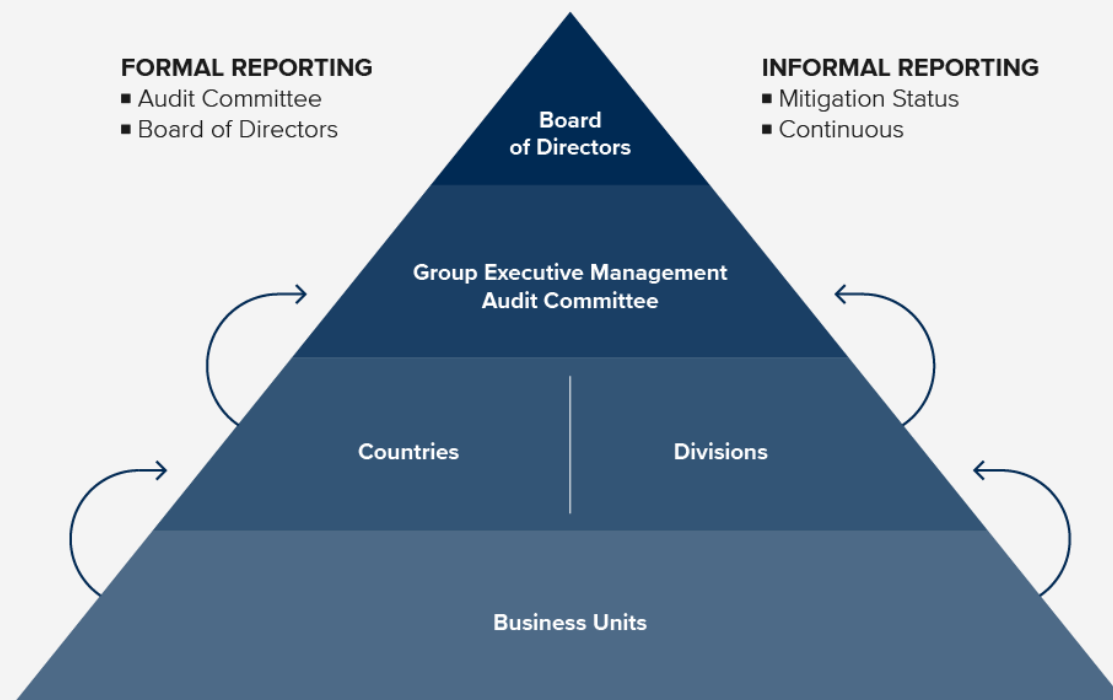 FORMAL REPORTING
▪ Audit Committee
▪ Board of Directors
INFORMAL REPORTING
▪ Mitigation Status
▪ Continuous
Board
of Directors
Group Executive Management
Audit Committee
Countries
Divisions
Business Units